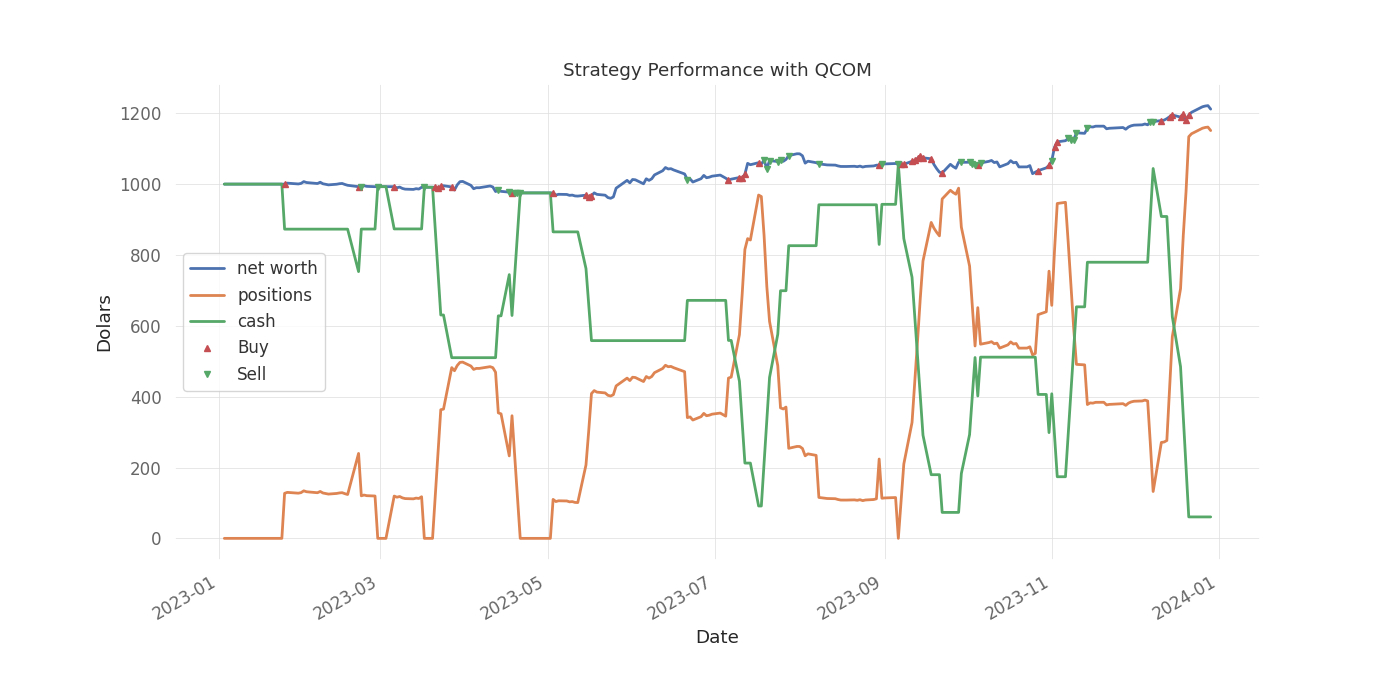 Strategy Performance with QCOM
1200
1000
800
600
400
200
0
Dolars
net worth
positions
cash
Buy
Sell
2023-01
2023-03
2023-05
2023-07
2023-09
2023-11
2024-01
Date